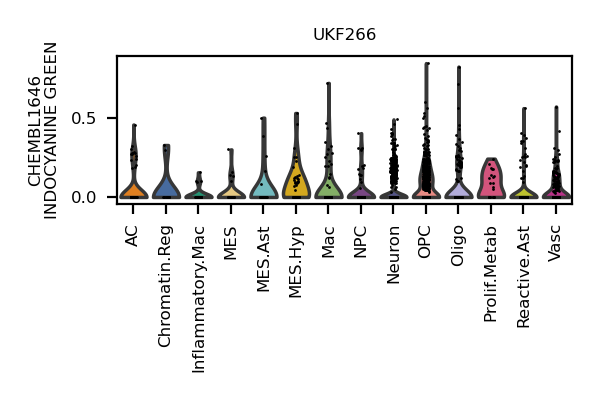 UKF266
CHEMBL1646
INDOCYANINE GREEN
0.5
0.0
AC
Chromatin.Reg
Inflammatory.Mac
MES
MES.Ast
MES.Hyp
Mac
NPC
Neuron
OPC
Oligo
Prolif.Metab
Reactive.Ast
Vasc